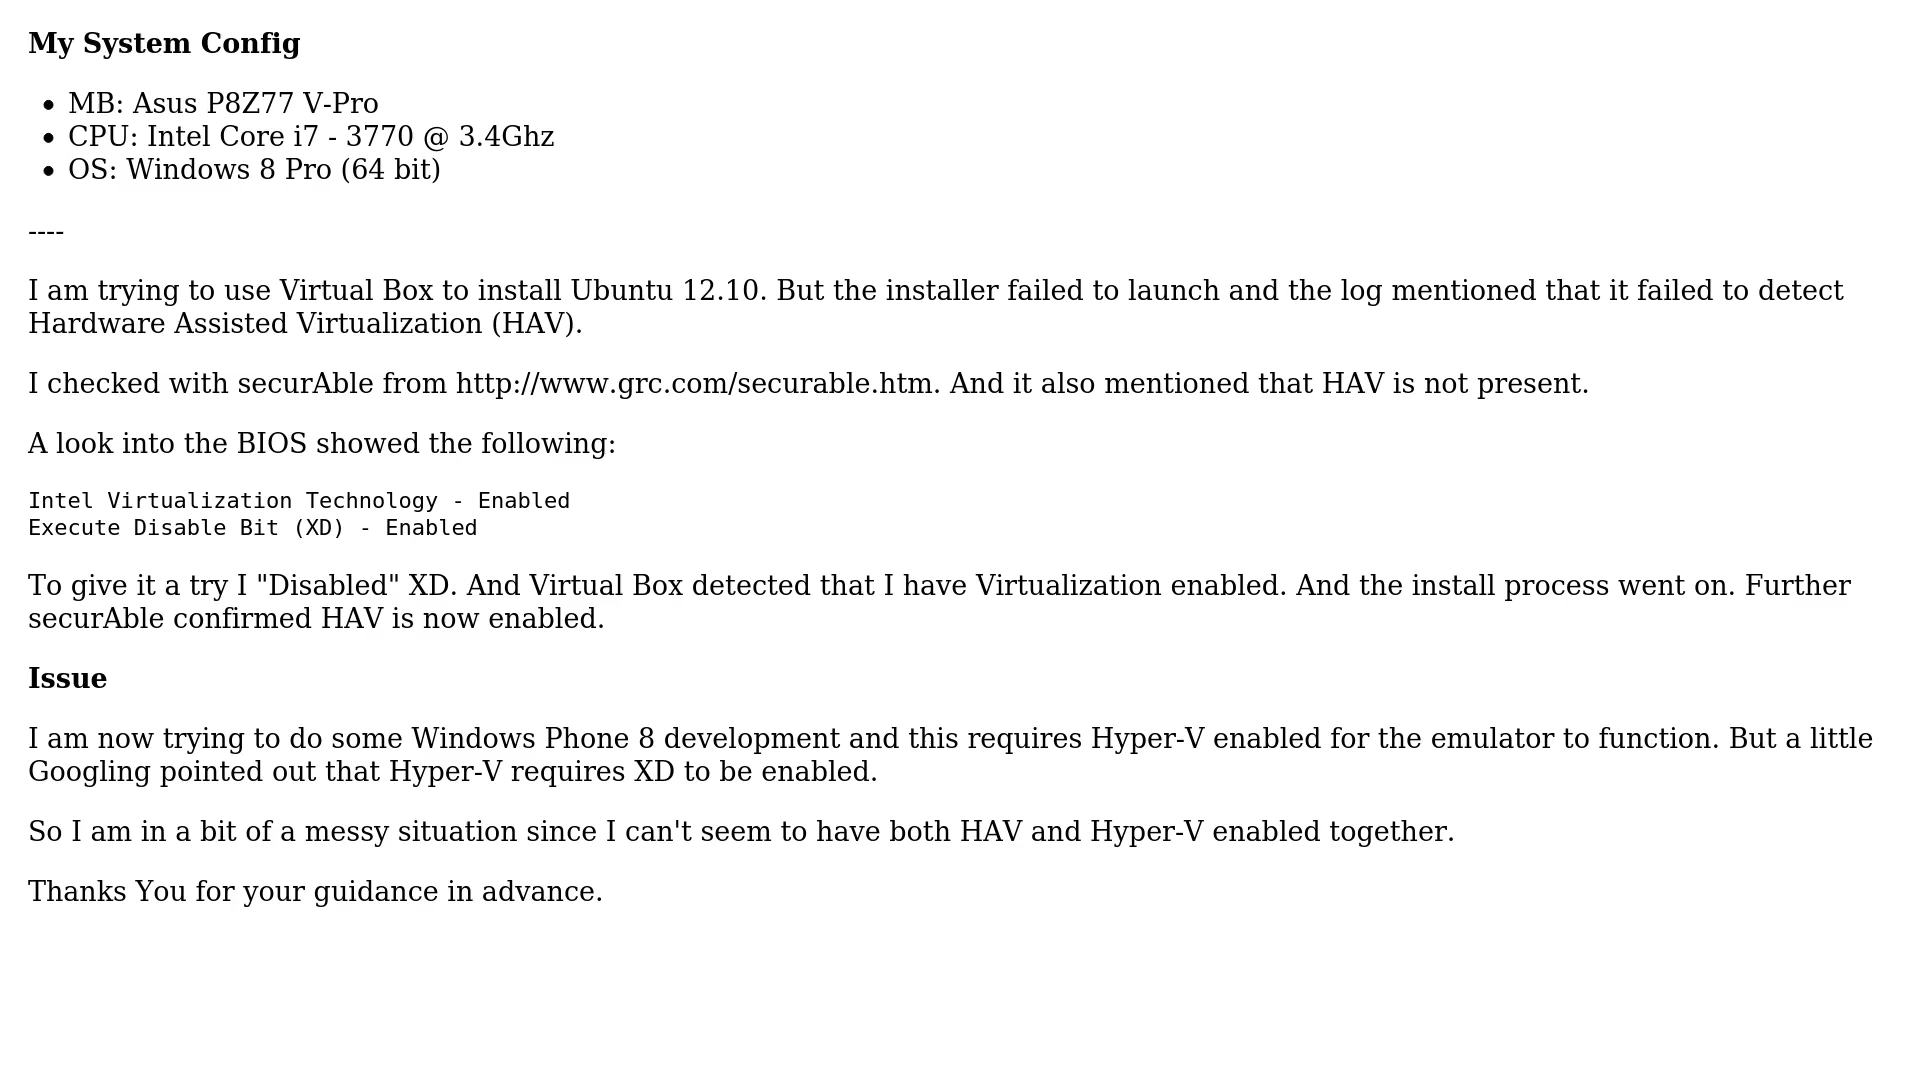 My System Config
• MB: Asus P8Z77 V-Pro
• CPU: Intel Core i7 - 3770 @ 3.4Ghz
• OS: Windows 8 Pro (64 bit)
----
I am trying to use Virtual Box to install Ubuntu 12.10. But the installer failed to launch and the log mentioned that it failed to detect
Hardware Assisted Virtualization (HAV).
I checked with securAble from http://www.grc.com/securable.htm. And it also mentioned that HAV is not present.
A look into the BIOS showed the following:
Intel Virtualization Technology - Enabled
Execute Disable Bit (XD) - Enabled
To give it a try I "Disabled" XD. And Virtual Box detected that I have Virtualization enabled. And the install process went on. Further
securAble confirmed HAV is now enabled.
Issue
I am now trying to do some Windows Phone 8 development and this requires Hyper-V enabled for the emulator to function. But a little
Googling pointed out that Hyper-V requires XD to be enabled.
So I am in a bit of a messy situation since I can't seem to have both HAV and Hyper-V enabled together.
Thanks You for your guidance in advance.